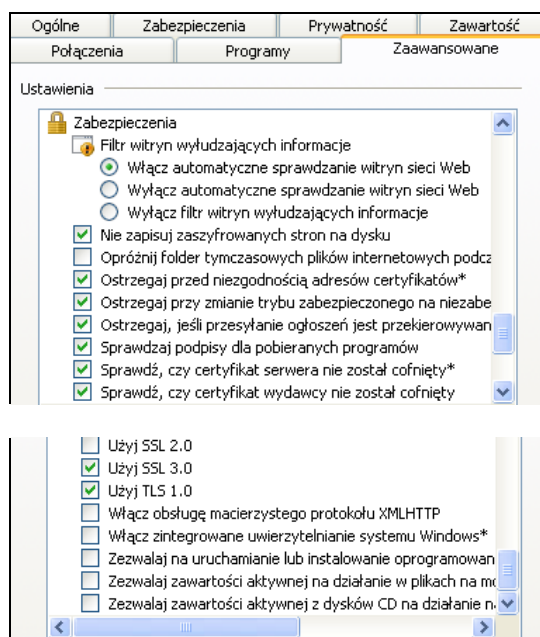 Ogólne Zabezpieczenia Prywatność Zawartość
Połączenia Programy Zaawansowane
Ustawienia
Zabezpieczenia
Filtr witryn wyłudzających informacje
Włącz automatyczne sprawdzanie witryn sieci Web
Wyłącz automatyczne sprawdzanie witryn sieci Web
Wyłącz filtr witryn wyłudzających informacje
Nie zapisuj zaszyfrowanych stron na dysku
Opróżnij folder tymczasowych plików internetowych podcz
Ostrzegaj przed niezgodnością adresów certyfikatów*
Ostrzegaj przy zmianie trybu zabezpieczonego na niezabe
Ostrzegaj, jeśli przesyłanie ogłoszeń jest przekierowywan
Sprawdzaj podpisy dla pobieranych programów
Sprawdź, czy certyfikat serwera nie został cofnięty*
Sprawdź, czy certyfikat wydawcy nie został cofnięty
Użyj SSL 2.0
Użyj SSL 3.0
Użyj TLS 1.0
Włącz obsługę macierzystego protokołu XMLHTTP
Włącz zintegrowane uwierzytelnianie systemu Windows*
Zezwalaj na uruchamianie lub instalowanie oprogramowan
Zezwalaj zawartości aktywnej na działanie w plikach na mo
Zezwalaj zawartości aktywnej z dysków CD na działanie n